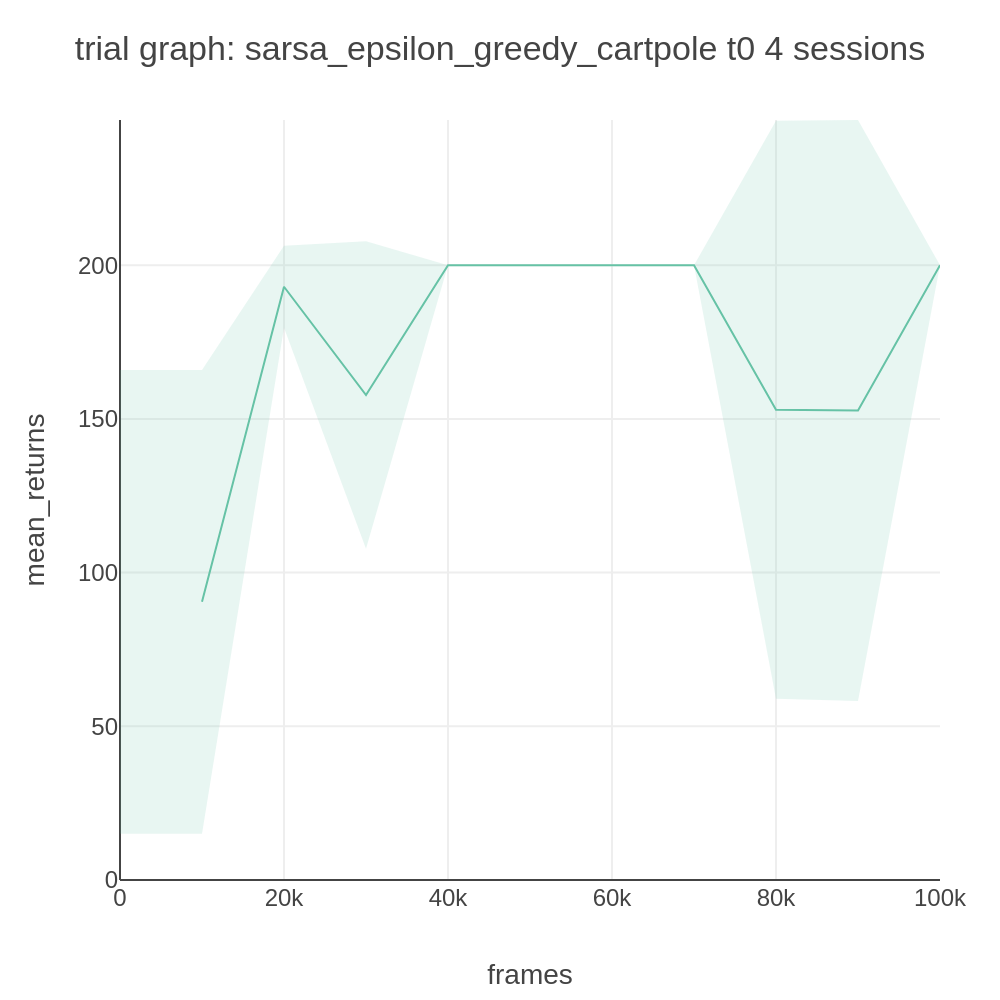 trial graph: sarsa_epsilon_greedy_cartpole t0 4 sessions
mean_returns
200
150
100
50
0
0 20k 40k 60k 80k 100k
frames